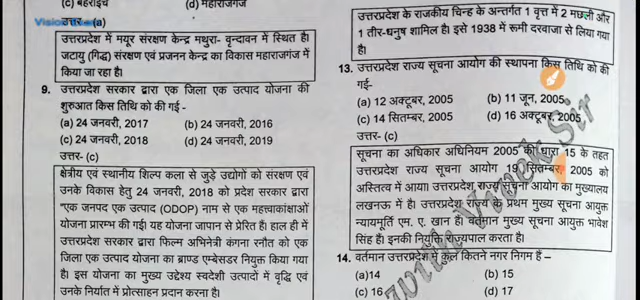 (c) बहराइच (d) महाराजगंज
Vision
उत्तर (a)
उत्तरप्रदेश में मयूर संरक्षण केन्द्र मथुरा- वृन्दावन में स्थित है।
जटायु (गिद्ध) संरक्षण एवं प्रजनन केन्द्र का विकास महाराजगंज में
किया जा रहा है।
9. उत्तरप्रदेश सरकार द्वारा एक जिला एक उत्पाद योजना की
शुरुआत किस तिथि को की गई -
(a) 24 जनवरी, 2017 (b) 24 जनवरी, 2016
(c) 24 जनवरी, 2018 (d) 24 जनवरी, 2019
उत्तर- (c)
क्षेत्रीय एवं स्थानीय शिल्प कला से जुड़े उद्योगों को संरक्षण एवं
उनके विकास हेतु 24 जनवरी, 2018 को प्रदेश सरकार द्वारा
"एक जनपद एक उत्पाद (ODOP) नाम से एक महत्वाकांक्षाओं
योजना प्रारम्भ की गई। यह योजना जापान से प्रेरित है। हाल ही में
उत्तरप्रदेश सरकार द्वारा फिल्म अभिनेत्री कंगना रनौत को एक
जिला एक उत्पाद योजना का ब्राण्ड एम्बेसडर नियुक्त किया गया
है। इस योजना का मुख्य उद्देश्य स्वदेशी उत्पादों में वृद्धि एवं
उनके निर्यात में प्रोत्साहन प्रदान करना है।
उत्तरप्रदेश के राजकीय चिन्ह के अन्तर्गत 1 वृत्त में 2 मछली और
1 तीर-धनुष शामिल है। इसे 1938 में रूमी दरवाजा से लिया गया
है।
13. उत्तरप्रदेश राज्य सूचना आयोग की स्थापना किस तिथि को की
गई-
(a) 12 अक्टूबर, 2005 (b) 11 जून, 2005
(c) 14 सितम्बर, 2005 (d) 16 अक्टूबर, 2005
उत्तर- (c)
सूचना का अधिकार अधिनियम 2005 की धारा 15 के तहत
उत्तरप्रदेश राज्य सूचना आयोग 19 सितम्बर, 2005 को
अस्तित्व में आया। उत्तरप्रदेश राज्य सूचना आयोग का मुख्यालय
लखनऊ में है। उत्तरप्रदेश राज्य के प्रथम मुख्य सूचना आयुक्त
न्यायमूर्ति एम. ए. खान है। वर्तमान मुख्य सूचना आयुक्त भावेश
सिंह है। इनकी नियुक्ति राज्यपाल करता है।
14. वर्तमान उत्तरप्रदेश में कुल कितने नगर निगम हैं –
(a)14 (b) 15
(c) 16 (d) 17
with Vivek Sir